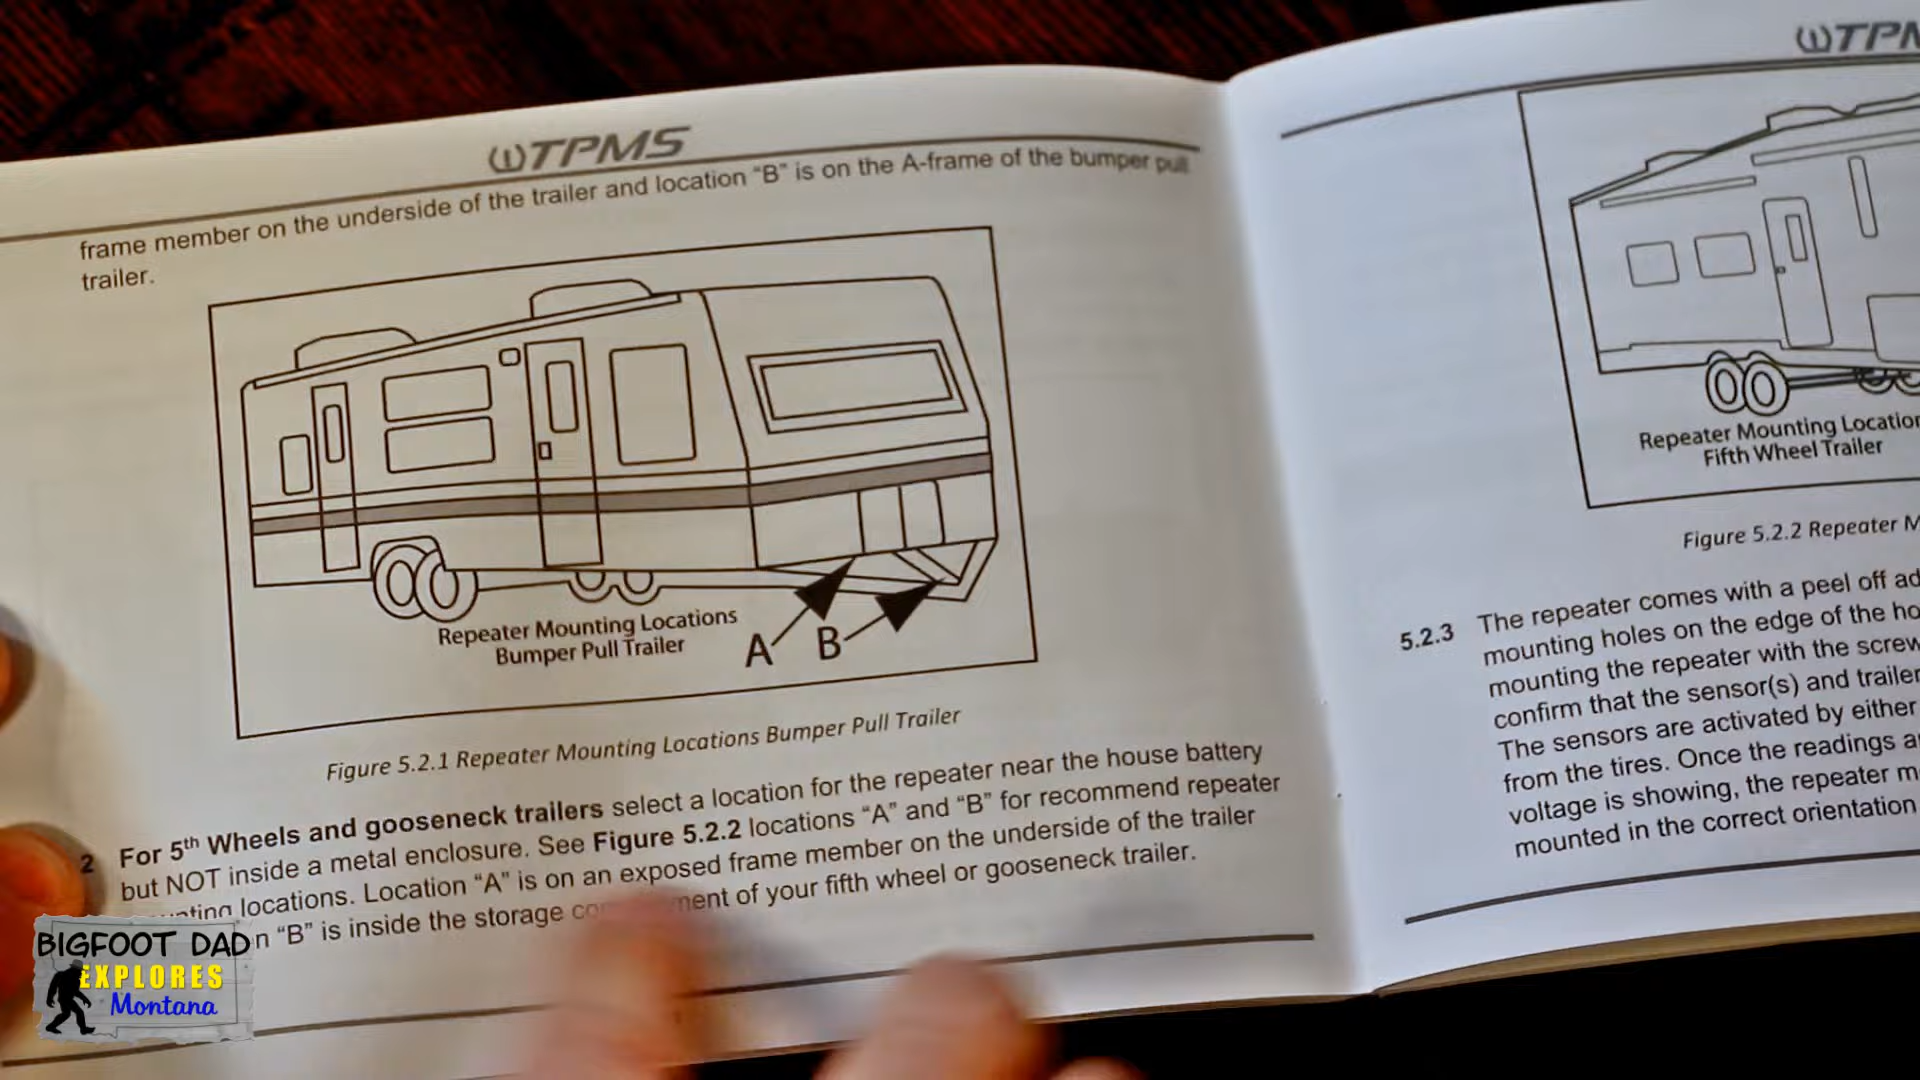 TPMS
frame member on the underside of the trailer and location “B” is on the A-frame of the bumper pull
trailer.
Repeater Mounting Locations
Bumper Pull Trailer
A
B
Figure 5.2.1 Repeater Mounting Locations Bumper Pull Trailer
2 For 5th Wheels and gooseneck trailers select a location for the repeater near the house battery
but NOT inside a metal enclosure. See Figure 5.2.2 locations “A” and “B” for recommend repeater
locations. Location “A” is on an exposed frame member on the underside of the trailer
“B” is inside the storage of your fifth wheel or gooseneck trailer.
TPM
Repeater Mounting Location
Fifth Wheel Trailer
Figure 5.2.2 Repeater M
5.2.3 The repeater comes with a peel off ad
mounting holes on the edge of the ho
mounting the repeater with the screw
confirm that the sensor(s) and trailer
The sensors are activated by either
from the tires. Once the readings a
voltage is showing, the repeater m
mounted in the correct orientation
BIGFOOT DAD
EXPLORES
Montana